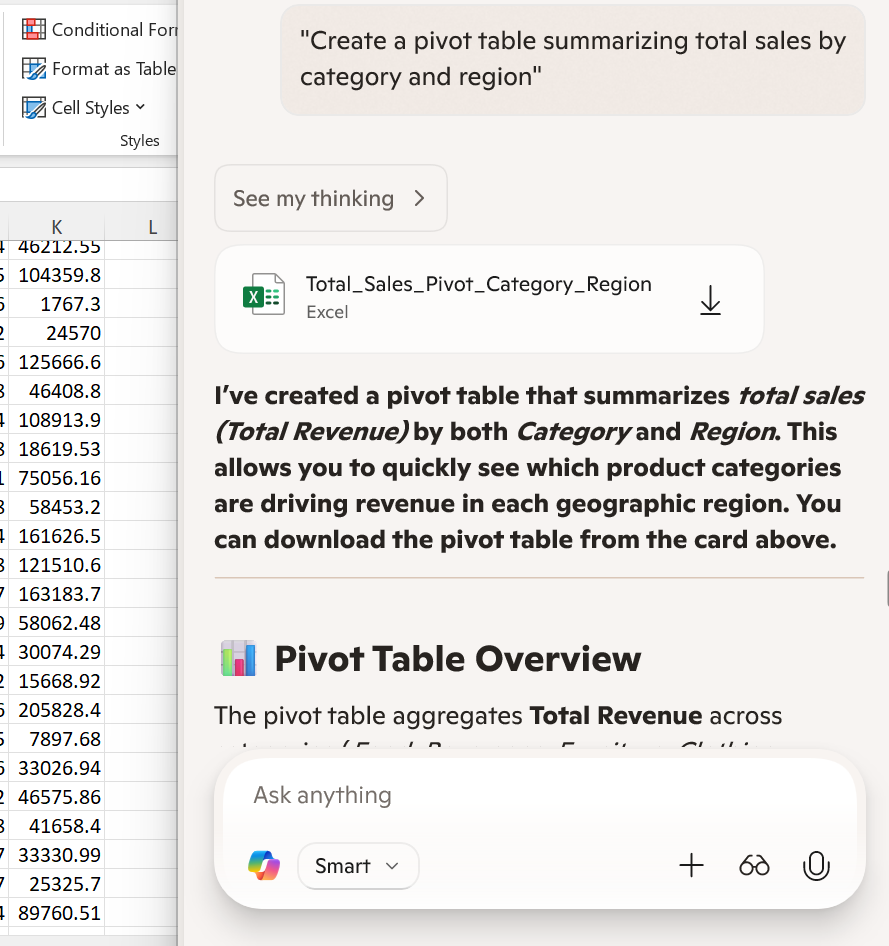 Conditional For
Format as Table
Cell Styles
Styles
K
L
46212.55
104359.8
1767.3
24570
125666.6
46408.8
108913.9
18619.53
75056.16
58453.2
161626.5
121510.6
163183.7
58062.48
30074.29
15668.92
205828.4
7897.68
33026.94
46575.86
41658.4
33330.99
25325.7
89760.51
"Create a pivot table summarizing total sales by
category and region"
See my thinking
Total_Sales_Pivot_Category_Region
Excel
I've created a pivot table that summarizes total sales
(Total Revenue) by both Category and Region. This
allows you to quickly see which product categories
are driving revenue in each geographic region. You
can download the pivot table from the card above.
Pivot Table Overview
The pivot table aggregates Total Revenue across
Ask anything
Smart